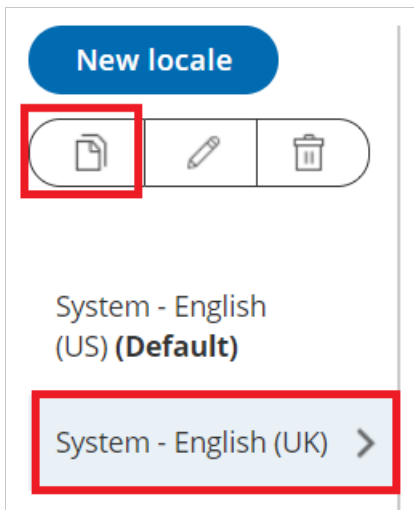 New locale
System - English
(US) (Default)
System - English (UK)